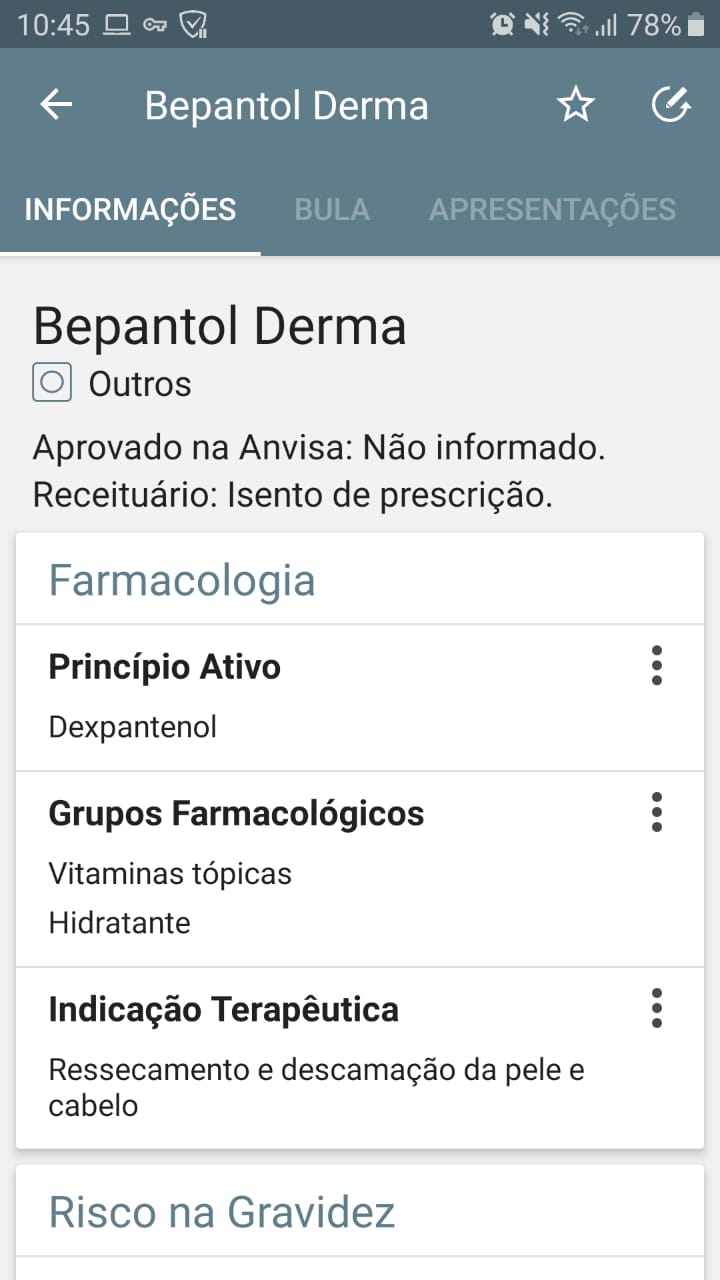 10:45
78%
Bepantol Derma
INFORMAÇÕES BULA APRESENTAÇÕES
Bepantol Derma
Outros
Aprovado na Anvisa: Não informado.
Receituário: Isento de prescrição.
Farmacologia
Princípio Ativo
Dexpantenol
Grupos Farmacológicos
Vitaminas tópicas
Hidratante
Indicação Terapêutica
Ressecamento e descamação da pele e
cabelo
Risco na Gravidez